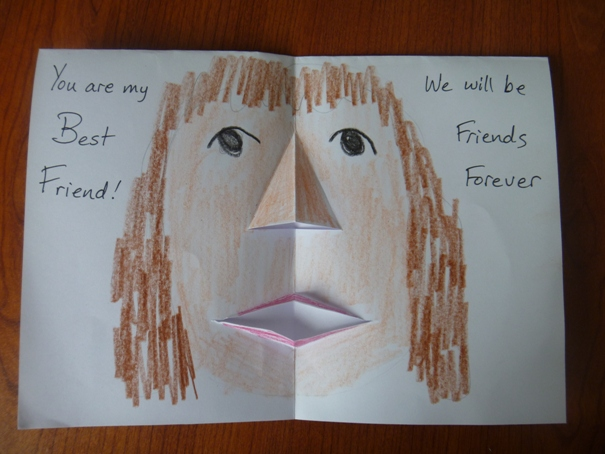 You are my
Best
Friend!
We will be
Friends
Forever